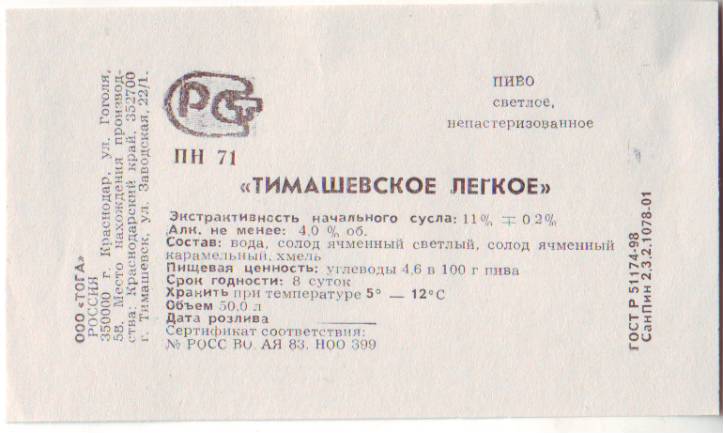 ООО «ТОГА»
РОССИЯ
350000 г. Краснодар, ул. Гоголя,
58. Место нахождения производ-
ства: Краснодарский край, 352700
г. Тимашевск, ул. Заводская, 22/1.
РСТ
ПН 71
ПИВО
светлое,
непастеризованное
«ТИМАШЕВСКОЕ ЛЕГКОЕ»
Экстрактивность начального сусла: 11% ∓ 0.2%
Алк. не менее: 4,0 % об.
Состав: вода, солод ячменный светлый, солод ячменный
карамельный, хмель
Пищевая ценность: углеводы 4,6 в 100 г пива
Срок годности: 8 суток
Хранить при температуре 5° — 12°С
Объем 50.0 л
Дата розлива
Сертификат соответствия:
№ РОСС ВО. АЯ 83. НОО 399
ГОСТ Р 51174-98
СанПин 2.3.2.1078-01